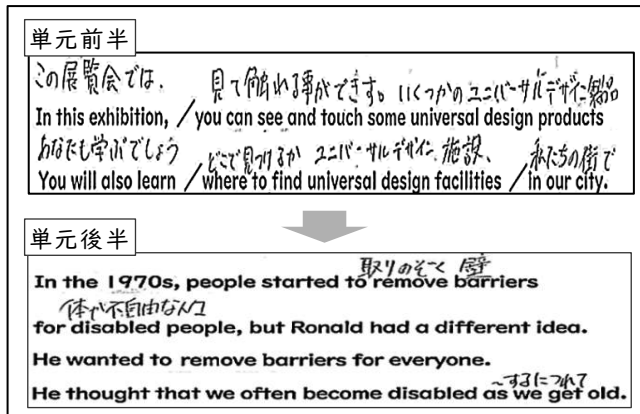 単元前半
この展覧会では、 見て触れる事ができます。 いくつかのユニバーサルデザイン製品
In this exhibition, / you can see and touch some universal design products
あなたも学ぶでしょう どこで見つけるか ユニバーサルデザイン施設、 私たちの街で
You will also learn / where to find universal design facilities / in our city.
単元後半
取りのぞく 壁
In the 1970s, people started to remove barriers
体で不自由な人
for disabled people, but Ronald had a different idea.
He wanted to remove barriers for everyone.
~するにつれて
He thought that we often become disabled as we get old.